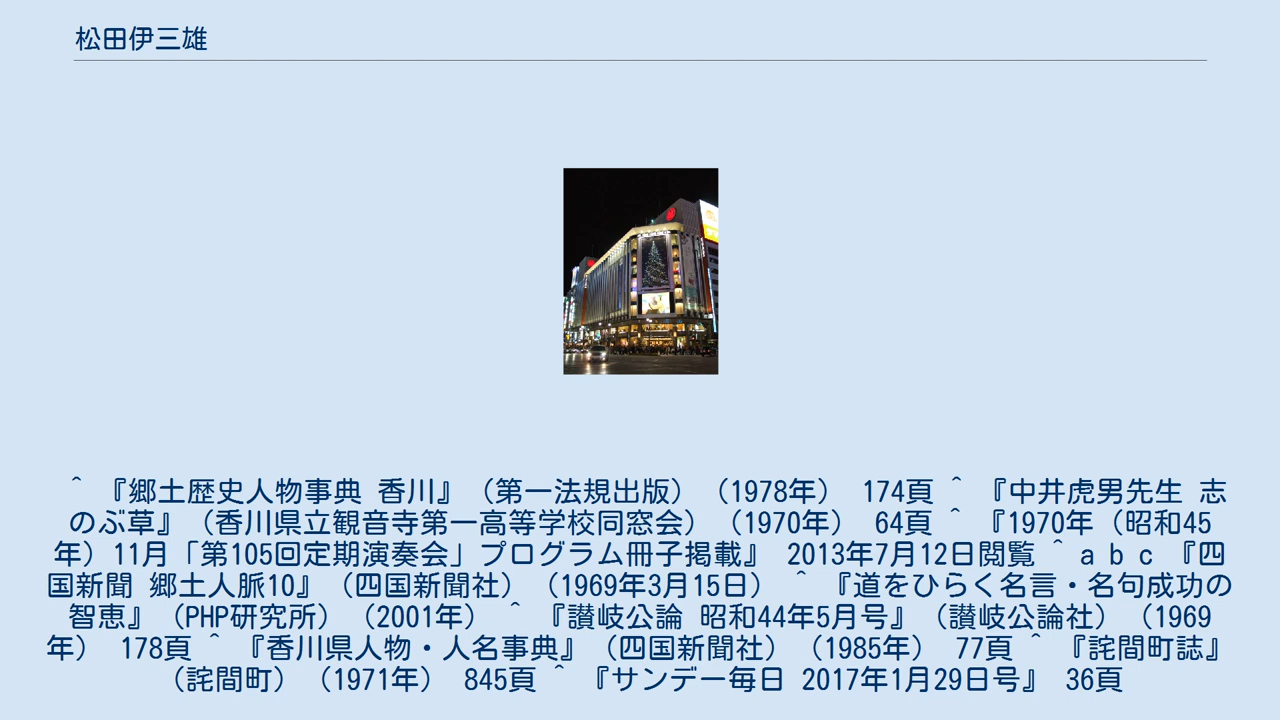 松田伊三雄
^ 『郷土歴史人物事典 香川』（第一法規出版）（1978年） 174頁 ^ 『中井虎男先生 志
のぶ草』（香川県立観音寺第一高等学校同窓会）（1970年） 64頁 ^ 『1970年（昭和45
年）11月「第105回定期演奏会」プログラム冊子掲載』 2013年7月12日閲覧 ^ a b c 『四
国新聞 郷土人脈10』（四国新聞社）（1969年3月15日） ^ 『道をひらく名言・名句成功の
智恵』（PHP研究所）（2001年） ^ 『讃岐公論 昭和44年5月号』（讃岐公論社）（1969
年） 178頁 ^ 『香川県人物・人名事典』（四国新聞社）（1985年） 77頁 ^ 『詫間町誌』
（詫間町）（1971年） 845頁 ^ 『サンデー毎日 2017年1月29日号』 36頁